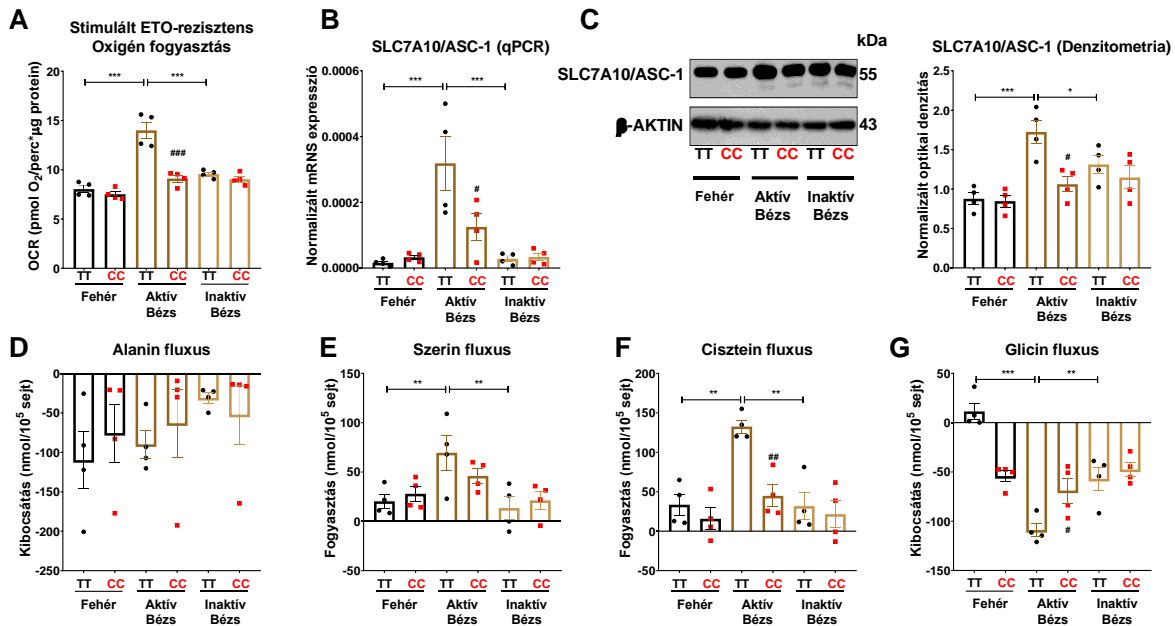 A
Stimulált ETO-rezisztens
Oxigén fogyasztás
OCR (pmol O2/perc*µg protein)
20
15
10
5
0
***
***
###
TT
CC
TT
CC
TT
CC
Fehér
Aktív
Bézs
Inaktív
Bézs
B
SLC7A10/ASC-1 (qPCR)
Normalizált mRNS expresszió
0.0006
0.0004
0.0002
0.0000
***
***
#
TT
CC
TT
CC
TT
CC
Fehér
Aktív
Bézs
Inaktív
Bézs
C
kDa
SLC7A10/ASC-1
55
β-AKTIN
43
TT
CC
TT
CC
TT
CC
Fehér
Aktív
Bézs
Inaktív
Bézs
SLC7A10/ASC-1 (Denzitometria)
Normalizált optikai denzitás
2.5
2.0
1.5
1.0
0.5
0.0
***
*
#
TT
CC
TT
CC
TT
CC
Fehér
Aktív
Bézs
Inaktív
Bézs
D
Alanin fluxus
Kibocsátás (nmol/10⁵ sejt)
0
-50
-100
-150
-200
-250
TT
CC
TT
CC
TT
CC
Fehér
Aktív
Bézs
Inaktív
Bézs
E
Szerin fluxus
Fogyasztás (nmol/10⁵ sejt)
150
100
50
0
-50
**
**
TT
CC
TT
CC
TT
CC
Fehér
Aktív
Bézs
Inaktív
Bézs
F
Cisztein fluxus
Fogyasztás (nmol/10⁵ sejt)
200
150
100
50
0
-50
**
**
##
TT
CC
TT
CC
TT
CC
Fehér
Aktív
Bézs
Inaktív
Bézs
G
Glicin fluxus
Kibocsátás (nmol/10⁵ sejt)
50
0
-50
-100
-150
***
**
#
TT
CC
TT
CC
TT
CC
Fehér
Aktív
Bézs
Inaktív
Bézs